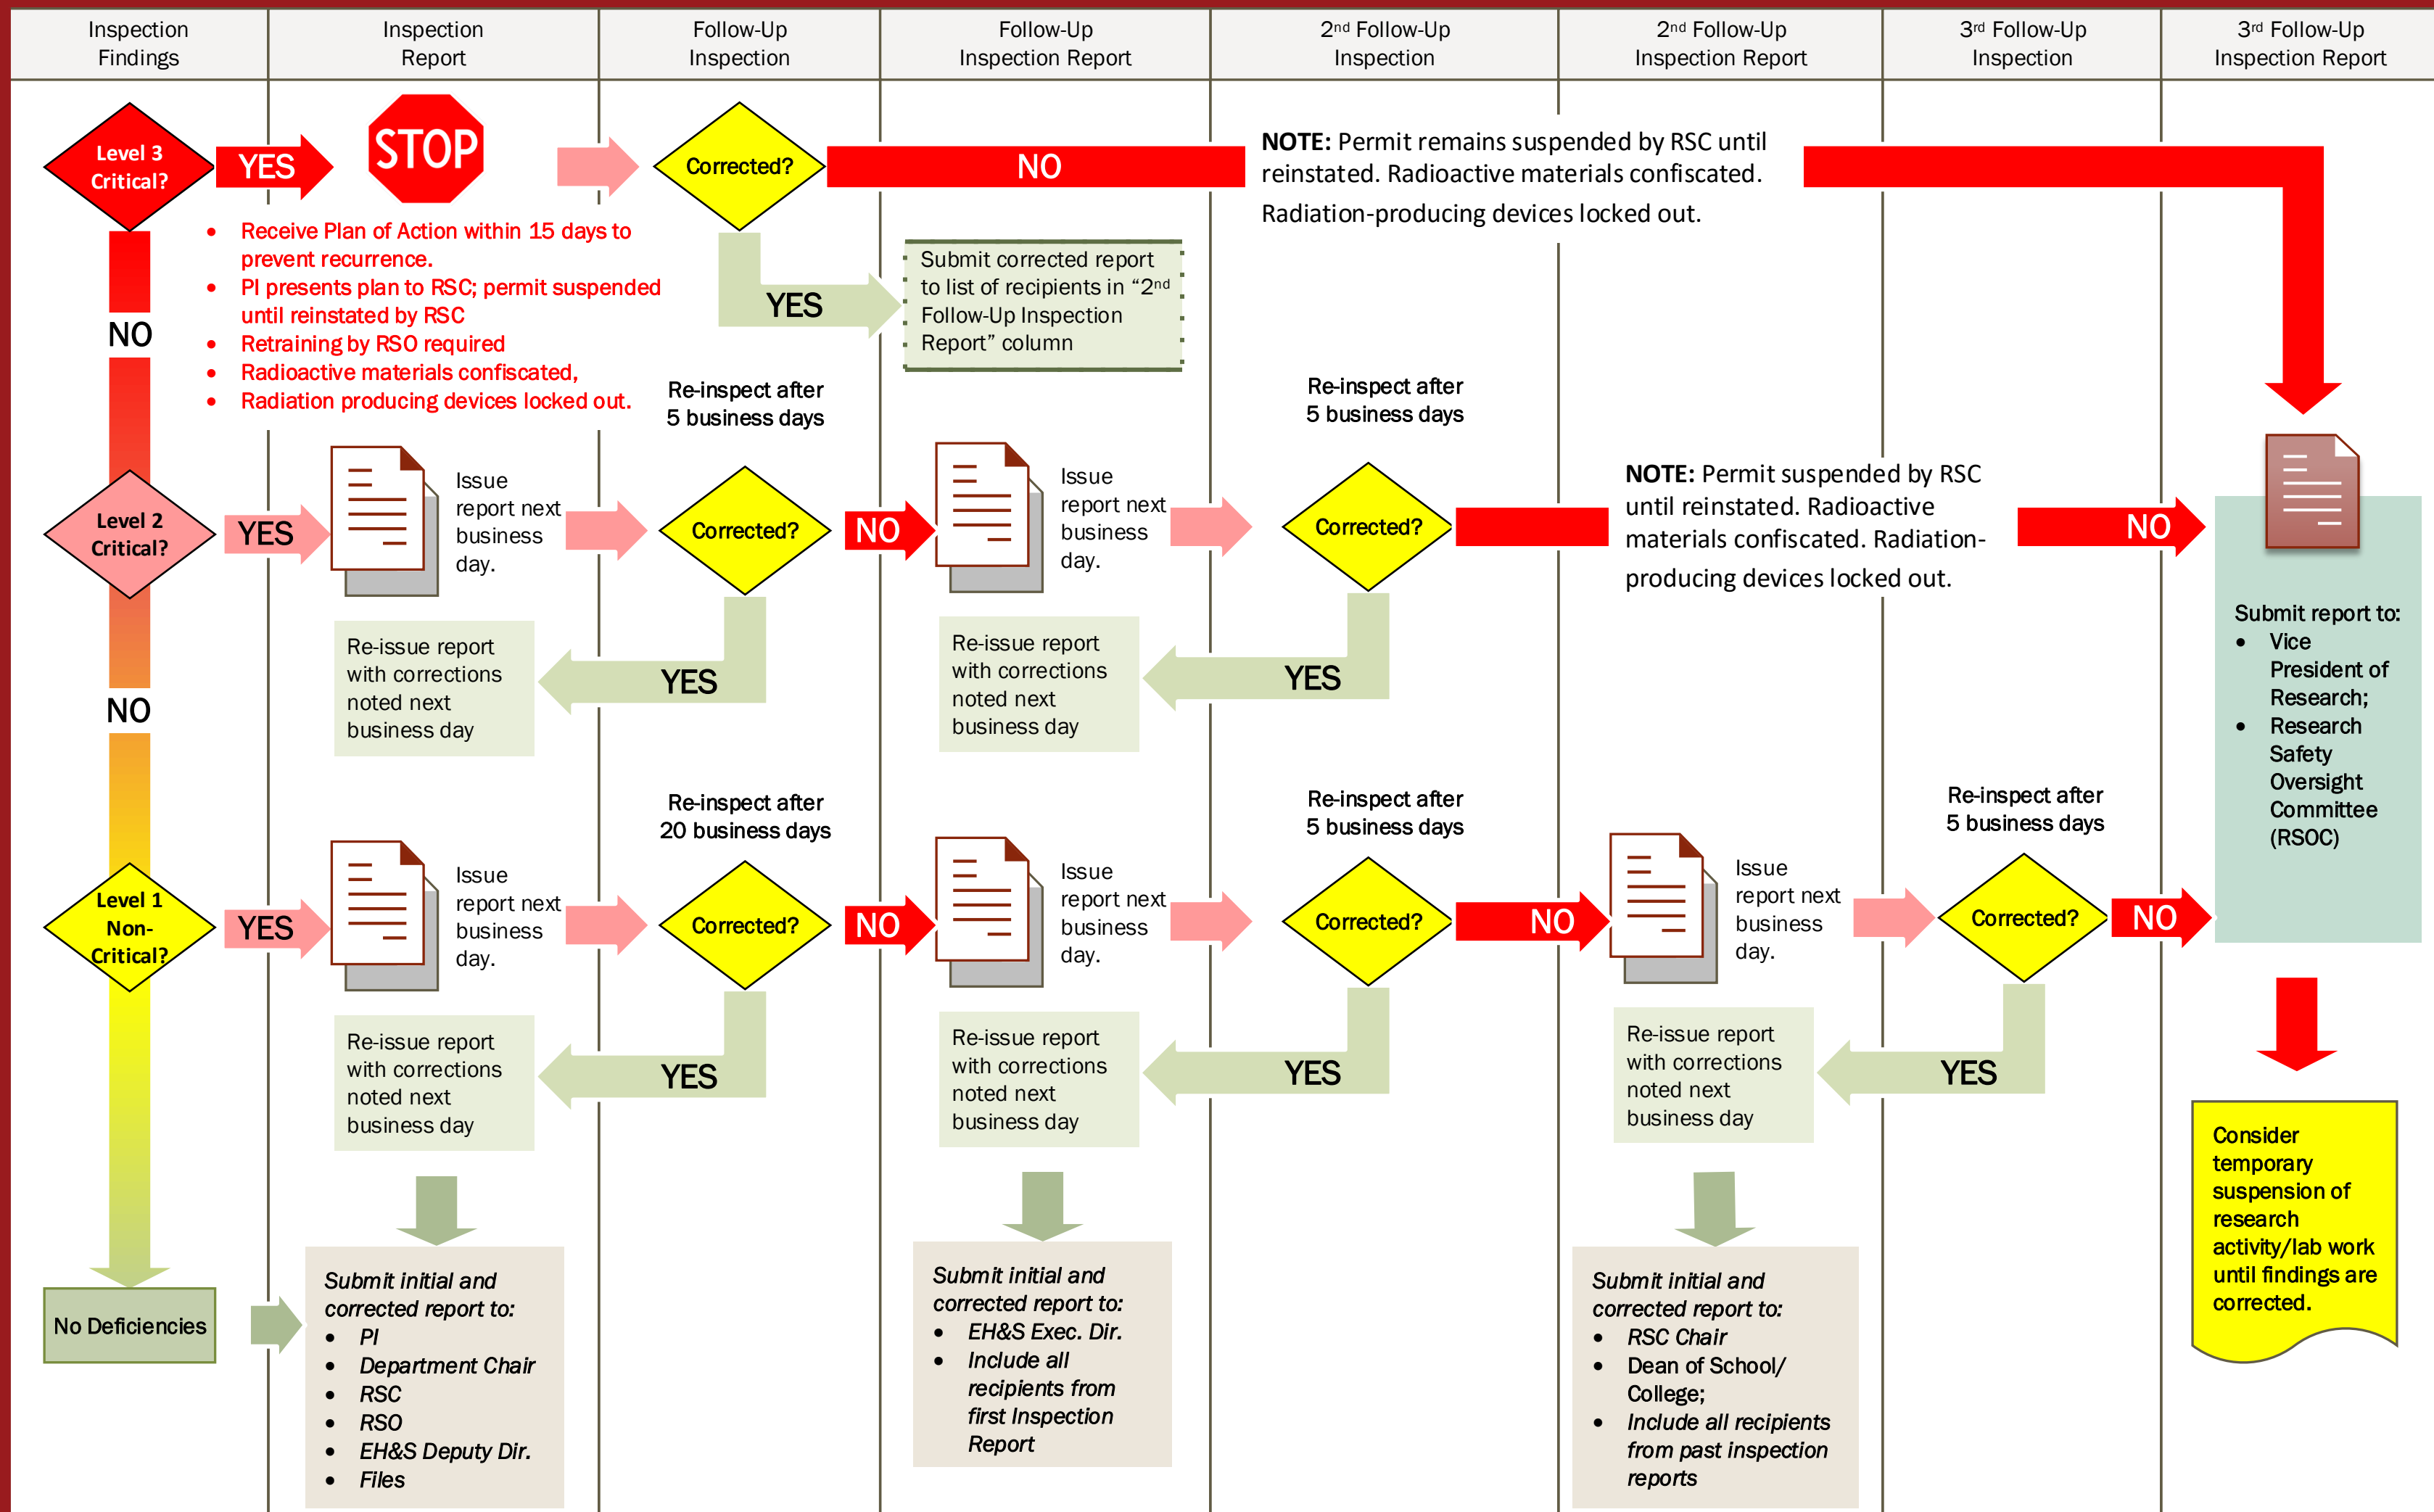 Inspection
Findings
Inspection
Report
Follow-Up
Inspection
Follow-Up
Inspection Report
2nd Follow-Up
Inspection
2nd Follow-Up
Inspection Report
3rd Follow-Up
Inspection
3rd Follow-Up
Inspection Report
Level 3
Critical?
YES
STOP
Corrected?
NO
NOTE: Permit remains suspended by RSC until
reinstated. Radioactive materials confiscated.
Radiation-producing devices locked out.
• Receive Plan of Action within 15 days to
prevent recurrence.
• PI presents plan to RSC; permit suspended
until reinstated by RSC
• Retraining by RSO required
• Radioactive materials confiscated,
• Radiation producing devices locked out.
YES
Submit corrected report
to list of recipients in “2nd
Follow-Up Inspection
Report” column
NO
Re-inspect after
5 business days
Re-inspect after
5 business days
Level 2
Critical?
YES
Issue
report next
business
day.
Corrected?
NO
Issue
report next
business
day.
Corrected?
NOTE: Permit suspended by RSC
until reinstated. Radioactive
materials confiscated. Radiation-
producing devices locked out.
NO
Re-issue report
with corrections
noted next
business day
YES
Re-issue report
with corrections
noted next
business day
YES
Submit report to:
• Vice
President of
Research;
• Research
Safety
Oversight
Committee
(RSOC)
NO
Re-inspect after
20 business days
Re-inspect after
5 business days
Re-inspect after
5 business days
Level 1
Non-
Critical?
YES
Issue
report next
business
day.
Corrected?
NO
Issue
report next
business
day.
Corrected?
NO
Issue
report next
business
day.
Corrected?
NO
Re-issue report
with corrections
noted next
business day
YES
Re-issue report
with corrections
noted next
business day
YES
Re-issue report
with corrections
noted next
business day
YES
Consider
temporary
suspension of
research
activity/lab work
until findings are
corrected.
No Deficiencies
Submit initial and
corrected report to:
• PI
• Department Chair
• RSC
• RSO
• EH&S Deputy Dir.
• Files
Submit initial and
corrected report to:
• EH&S Exec. Dir.
• Include all
recipients from
first Inspection
Report
Submit initial and
corrected report to:
• RSC Chair
• Dean of School/
College;
• Include all recipients
from past inspection
reports